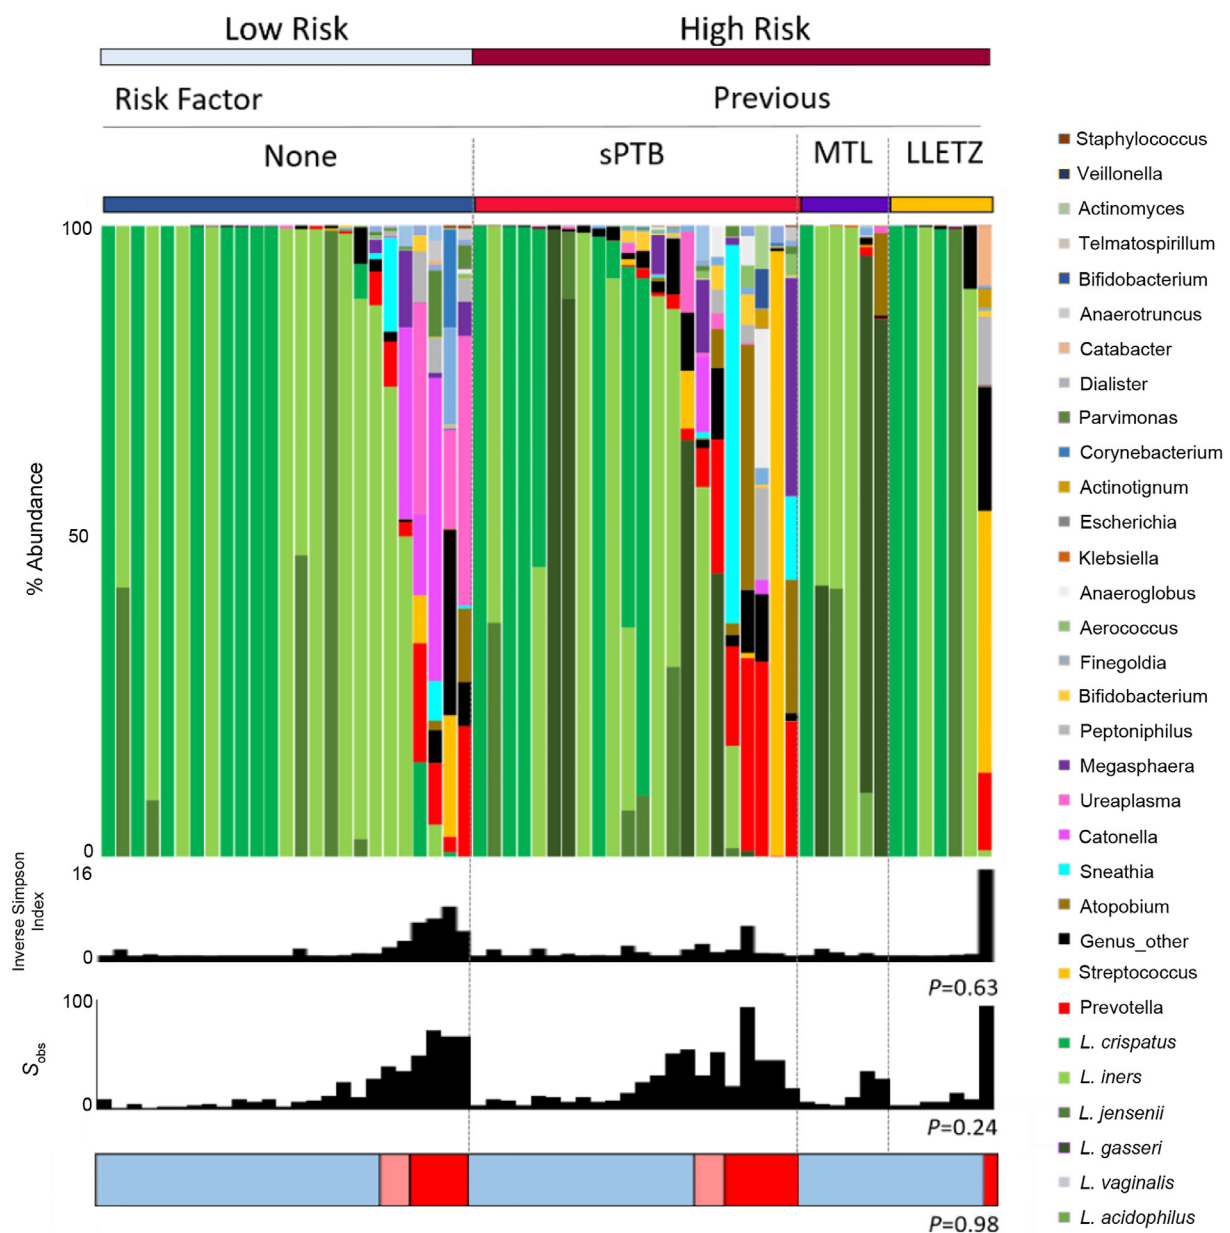 Low Risk High Risk
Risk Factor Previous
None sPTB MTL LLETZ
100
50
0
% Abundance
16
0
Inverse Simpson
Index
P=0.63
100
0
Sobs
P=0.24
P=0.98
Staphylococcus
Veillonella
Actinomyces
Telmatospirillum
Bifidobacterium
Anaerotruncus
Catabacter
Dialister
Parvimonas
Corynebacterium
Actinotignum
Escherichia
Klebsiella
Anaeroglobus
Aerococcus
Finegoldia
Bifidobacterium
Peptoniphilus
Megasphaera
Ureaplasma
Catonella
Sneathia
Atopobium
Genus_other
Streptococcus
Prevotella
L. crispatus
L. iners
L. jensenii
L. gasseri
L. vaginalis
L. acidophilus